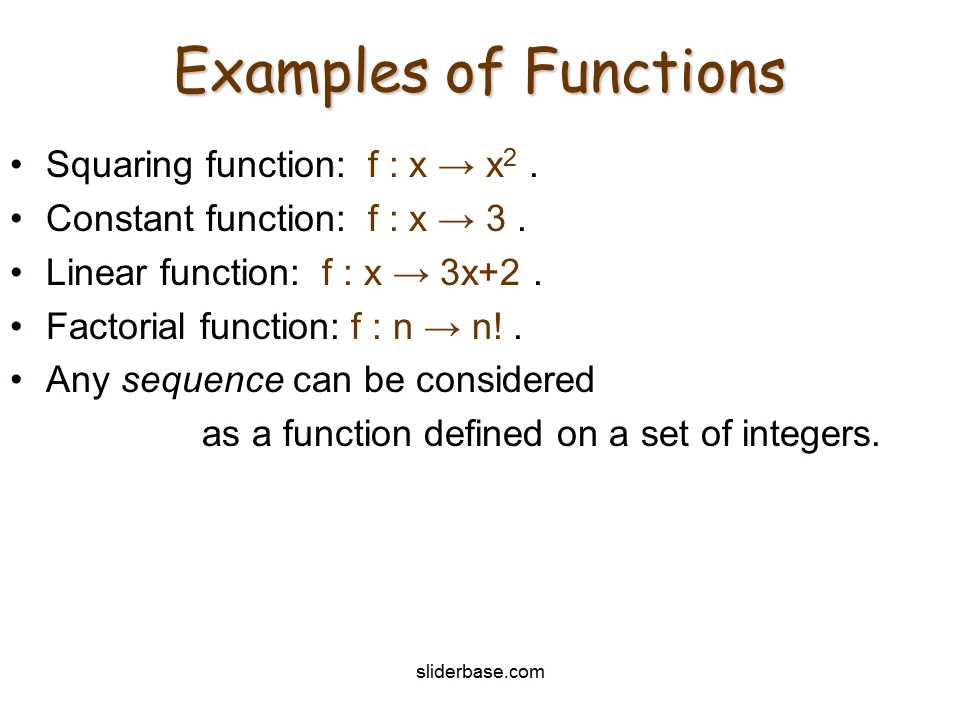 Examples of Functions
• Squaring function: f : x → x² .
• Constant function: f : x → 3 .
• Linear function: f : x → 3x+2 .
• Factorial function: f : n → n! .
• Any sequence can be considered
as a function defined on a set of integers.
sliderbase.com